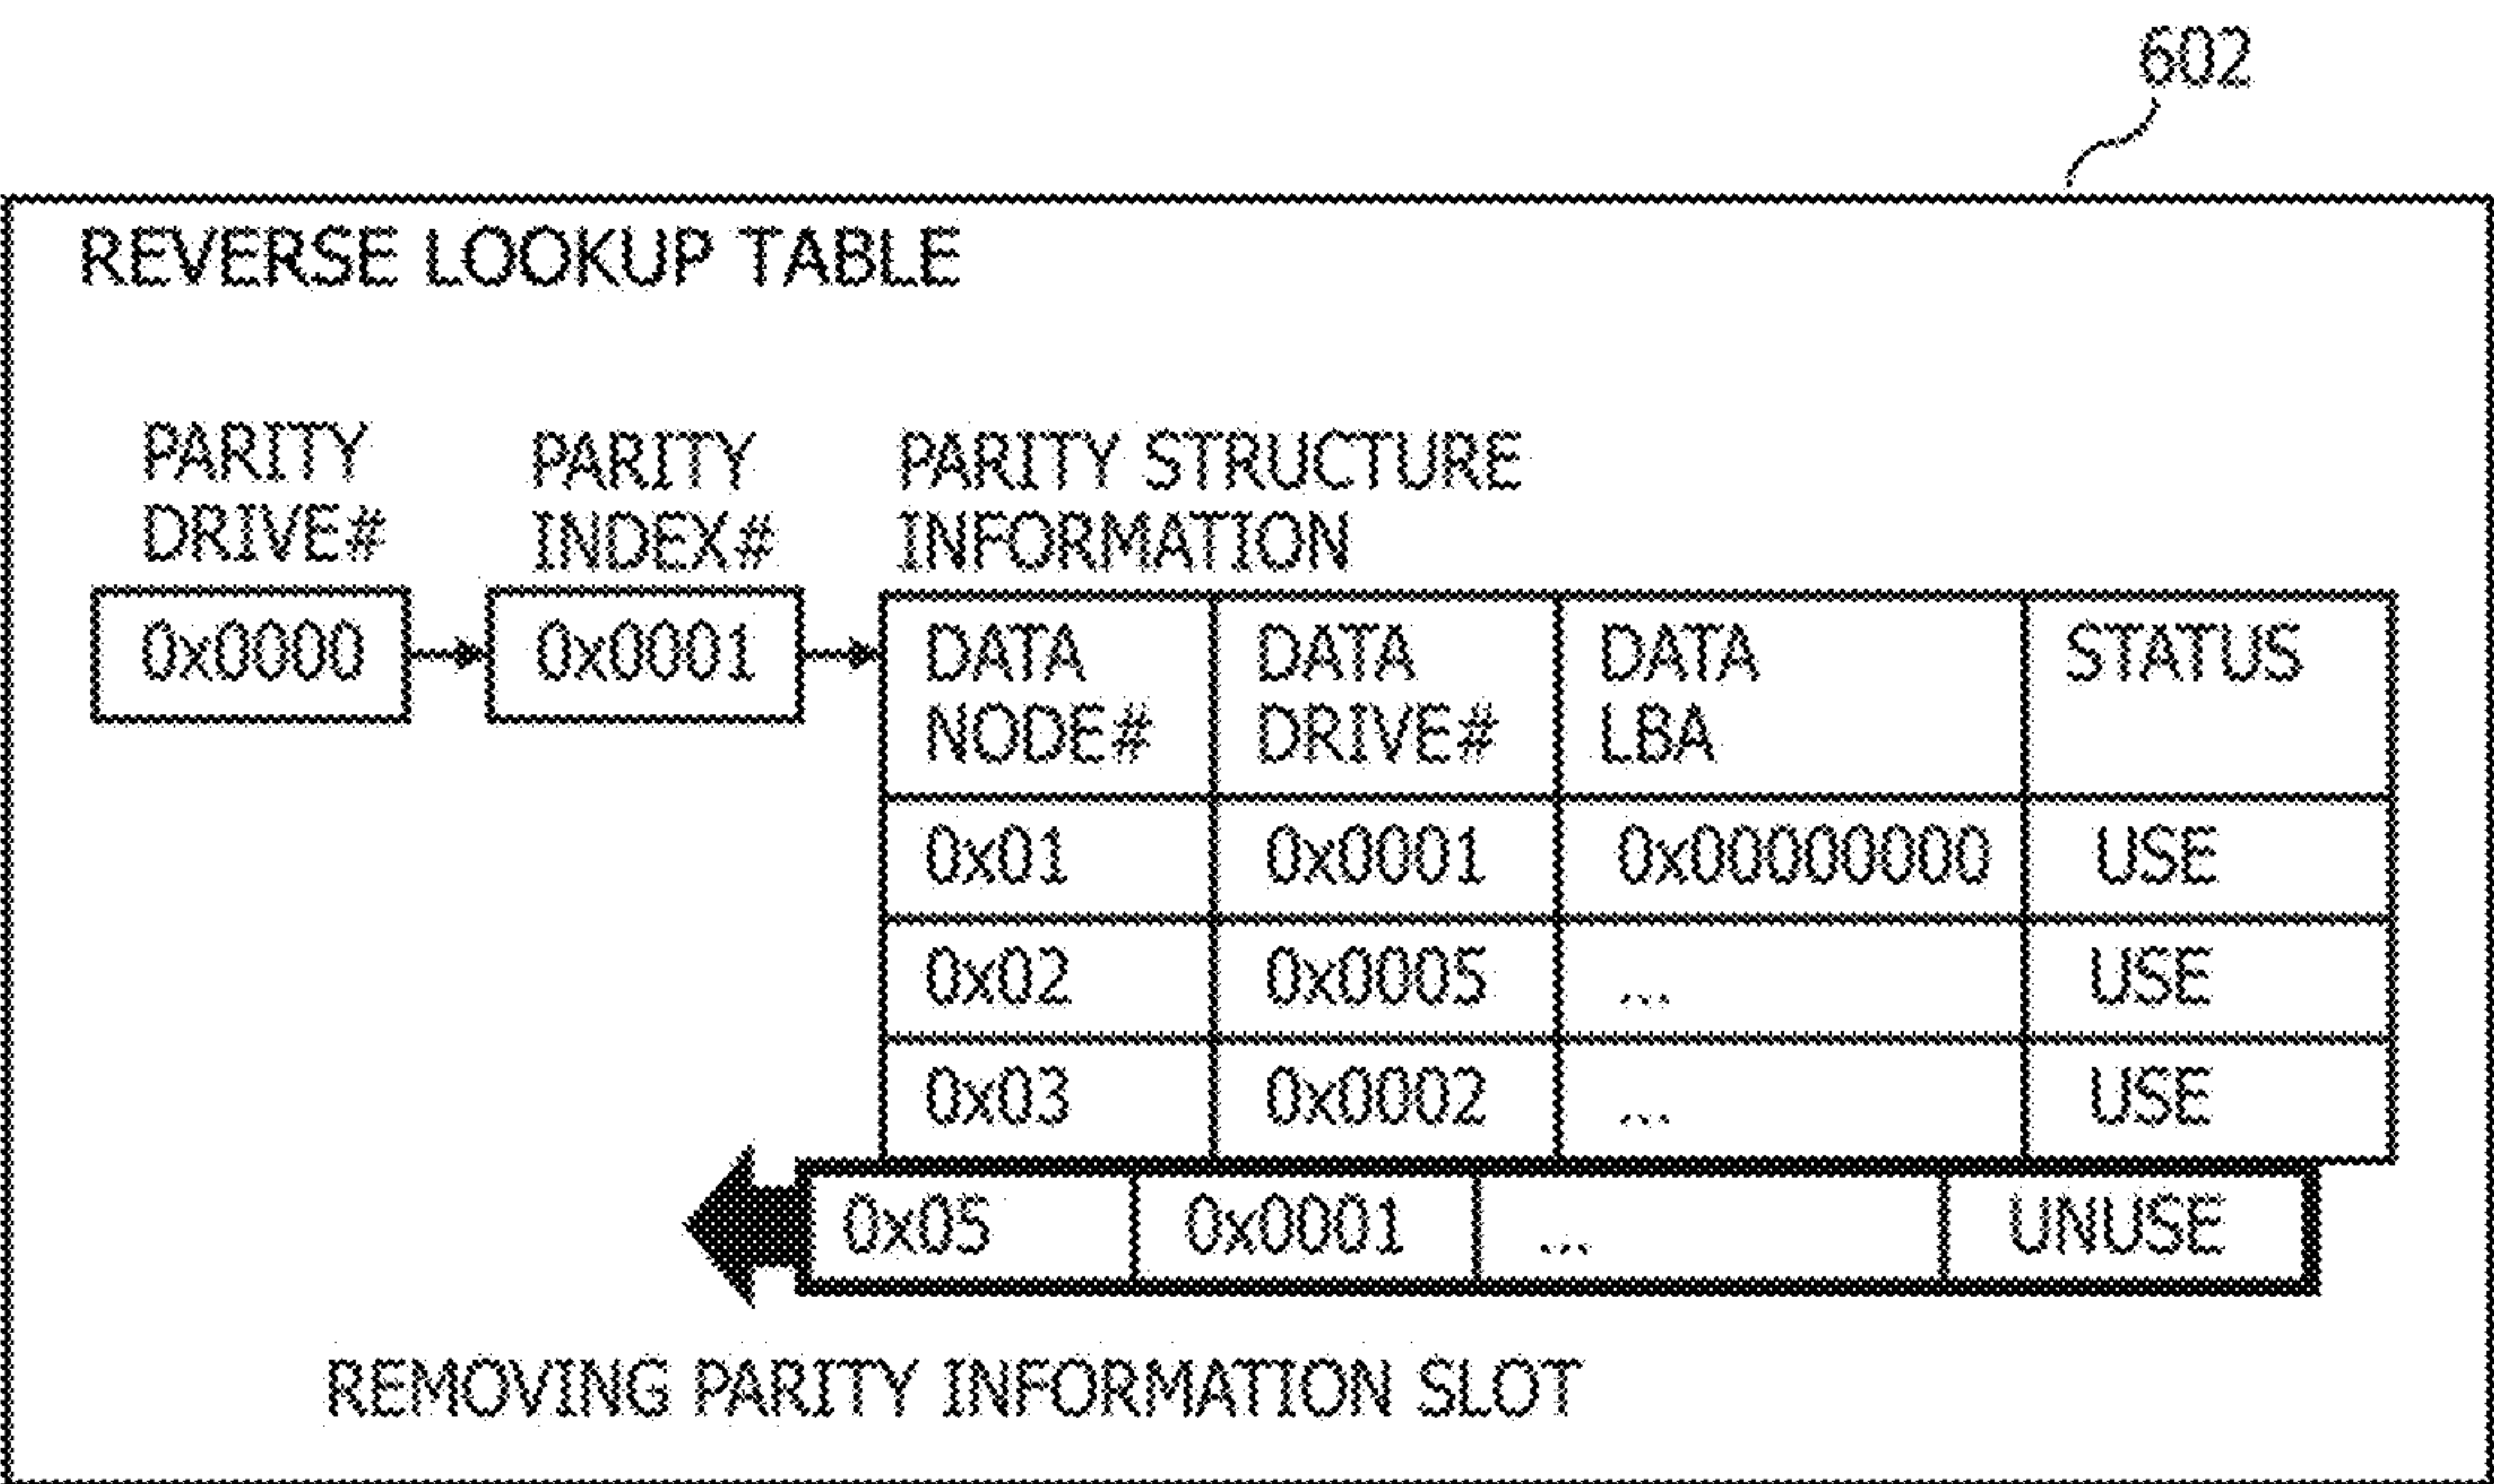 602
REVERSE LOOKUP TABLE
PARITY DRIVE#
PARITY INDEX#
PARITY STRUCTURE INFORMATION
0x0000 0x0001
DATA NODE# DATA DRIVE# DATA LBA STATUS
0x01 0x0001 0x00000000 USE
0x02 0x0005 ... USE
0x03 0x0002 ... USE
0x05 0x0001 ... UNUSE
REMOVING PARITY INFORMATION SLOT